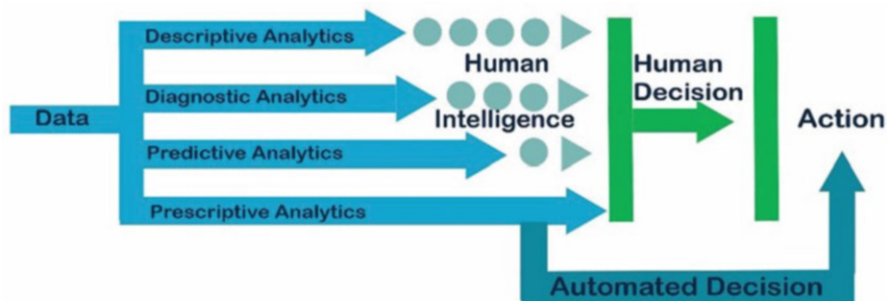 Descriptive Analytics
Human
Human
Decision
Diagnostic Analytics
Data
Intelligence
Action
Predictive Analytics
Prescriptive Analytics
Automated Decision